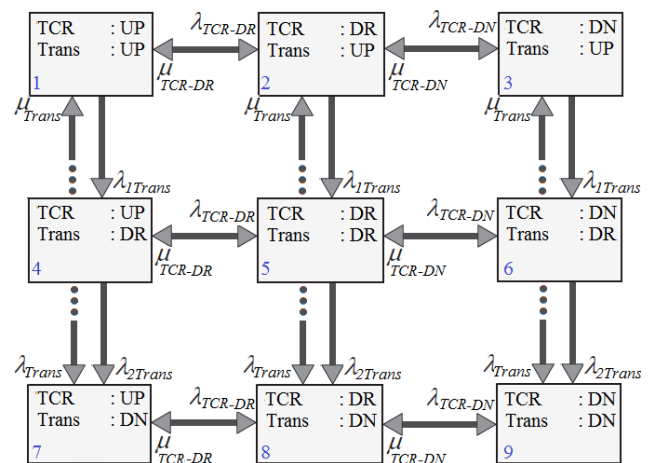 TCR : UP
Trans : UP
1
λTCR-DR
μTCR-DR
TCR : DR
Trans : UP
2
λTCR-DN
μTCR-DN
TCR : DN
Trans : UP
3
μTrans
λ1Trans
μTrans
λ1Trans
μTrans
λ1Trans
TCR : UP
Trans : DR
4
λTCR-DR
μTCR-DR
TCR : DR
Trans : DR
5
λTCR-DN
μTCR-DN
TCR : DN
Trans : DR
6
λTrans
λ2Trans
λTrans
λ2Trans
λTrans
λ2Trans
TCR : UP
Trans : DN
7
λTCR-DR
μTCR-DR
TCR : DR
Trans : DN
8
λTCR-DN
μTCR-DN
TCR : DN
Trans : DN
9